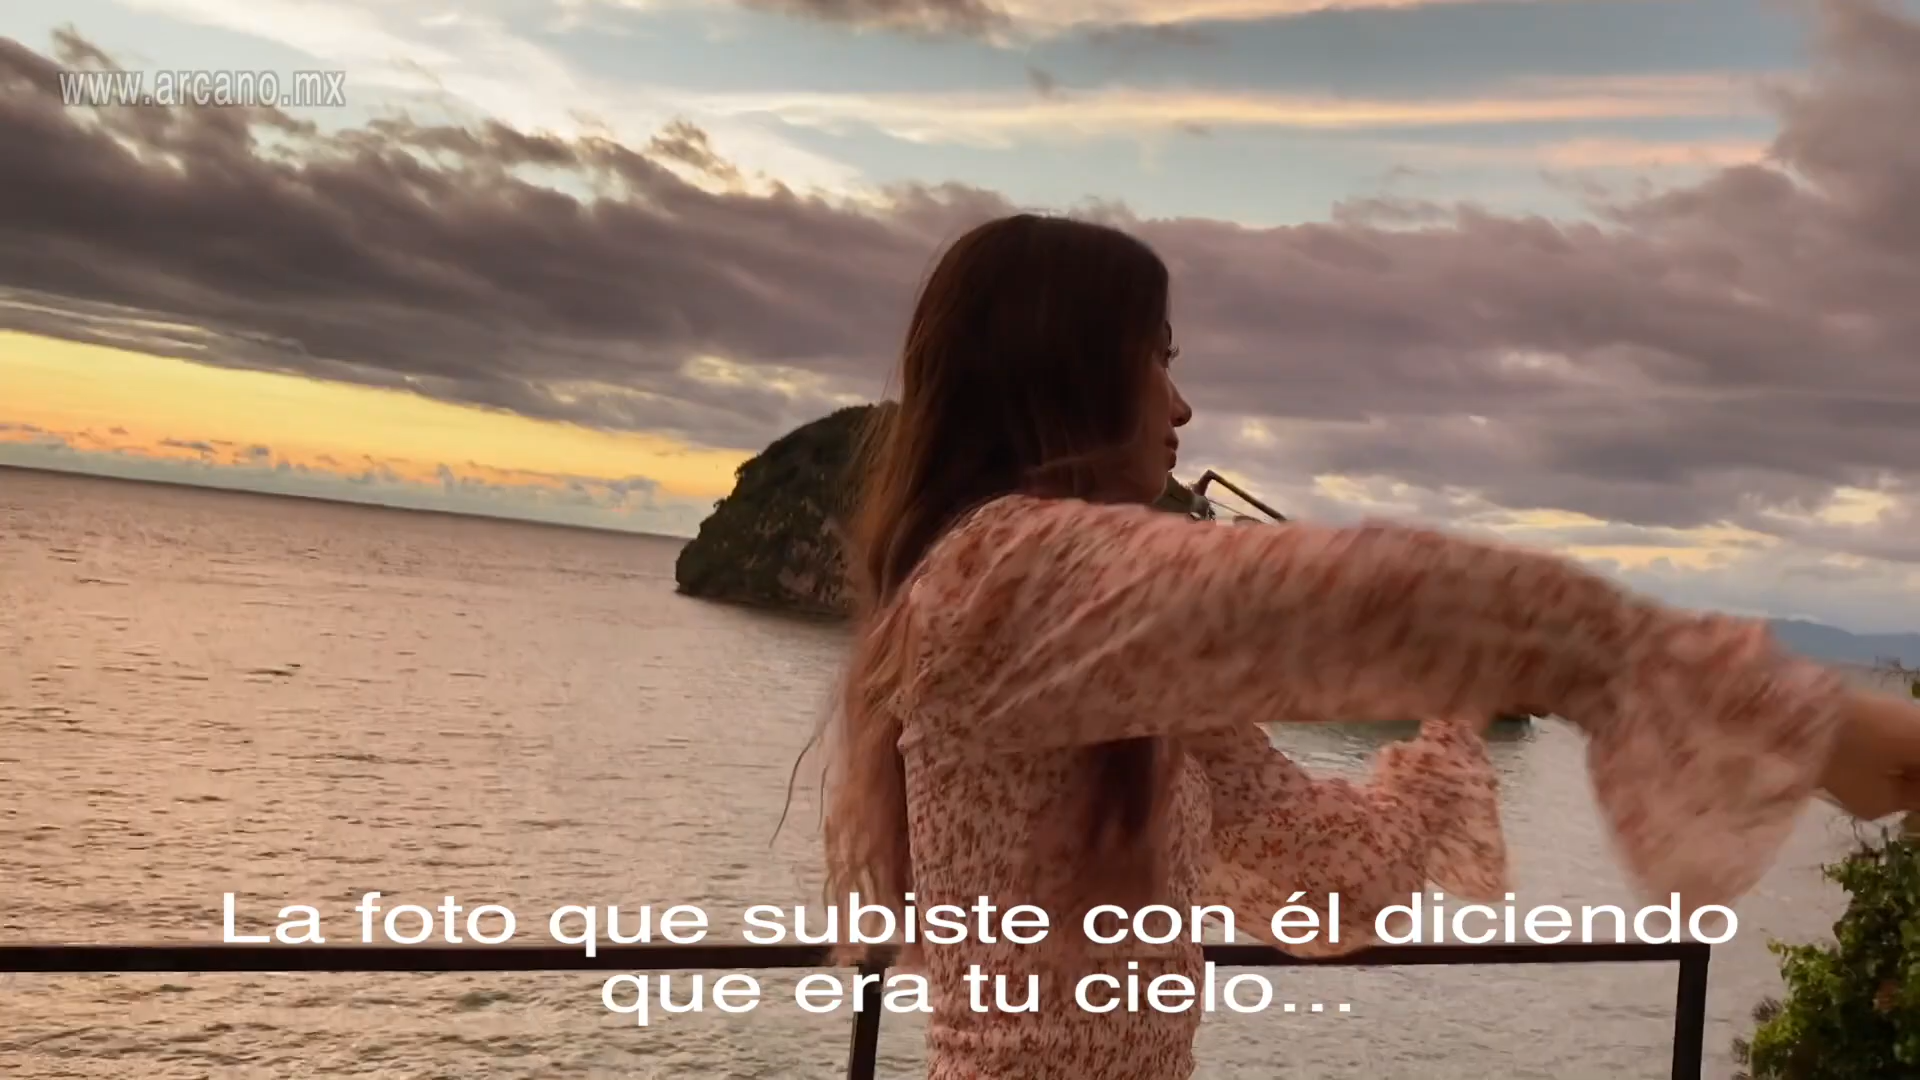 www.arcano.mx
La foto que subiste con él diciendo
que era tu cielo...